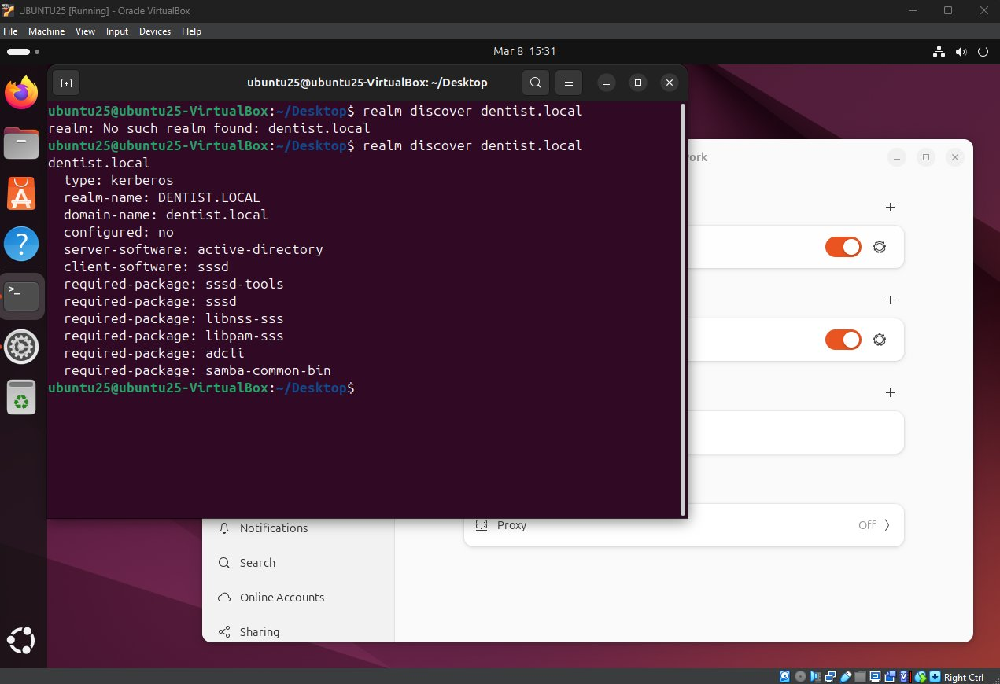 UBUNTU25 [Running] - Oracle VirtualBox
File Machine View Input Devices Help
Mar 8 15:31
ubuntu25@ubuntu25-VirtualBox: ~/Desktop
ubuntu25@ubuntu25-VirtualBox:~/Desktop$ realm discover dentist.local
realm: No such realm found: dentist.local
ubuntu25@ubuntu25-VirtualBox:~/Desktop$ realm discover dentist.local
dentist.local
type: kerberos
realm-name: DENTIST.LOCAL
domain-name: dentist.local
configured: no
server-software: active-directory
client-software: sssd
required-package: sssd-tools
required-package: sssd
required-package: libnss-sss
required-package: libpam-sss
required-package: adcli
required-package: samba-common-bin
ubuntu25@ubuntu25-VirtualBox:~/Desktop$
ork
Proxy Off
Notifications
Search
Online Accounts
Sharing
Right Ctrl